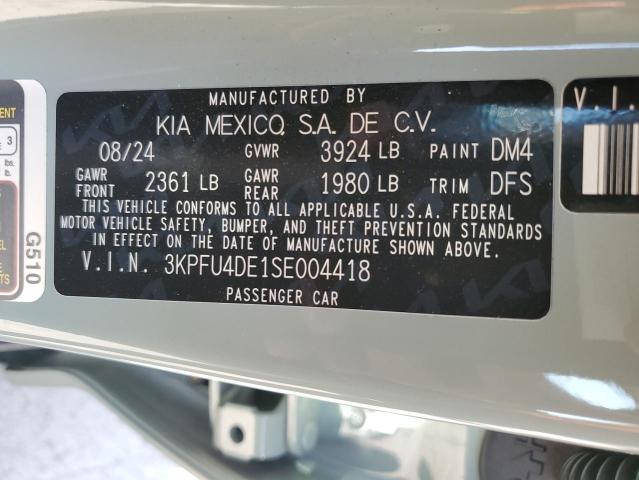 MANUFACTURED BY
KIA MEXICO, S.A. DE C.V.
08/24 GVWR 3924 LB PAINT DM4
GAWR FRONT 2361 LB GAWR REAR 1980 LB TRIM DFS
THIS VEHICLE CONFORMS TO ALL APPLICABLE U.S.A. FEDERAL
MOTOR VEHICLE SAFETY, BUMPER, AND THEFT PREVENTION STANDARDS
IN EFFECT ON THE DATE OF MANUFACTURE SHOWN ABOVE.
V.I.N. 3KPFU4DE1SE004418
PASSENGER CAR
G510
3
lbs.
V.I.